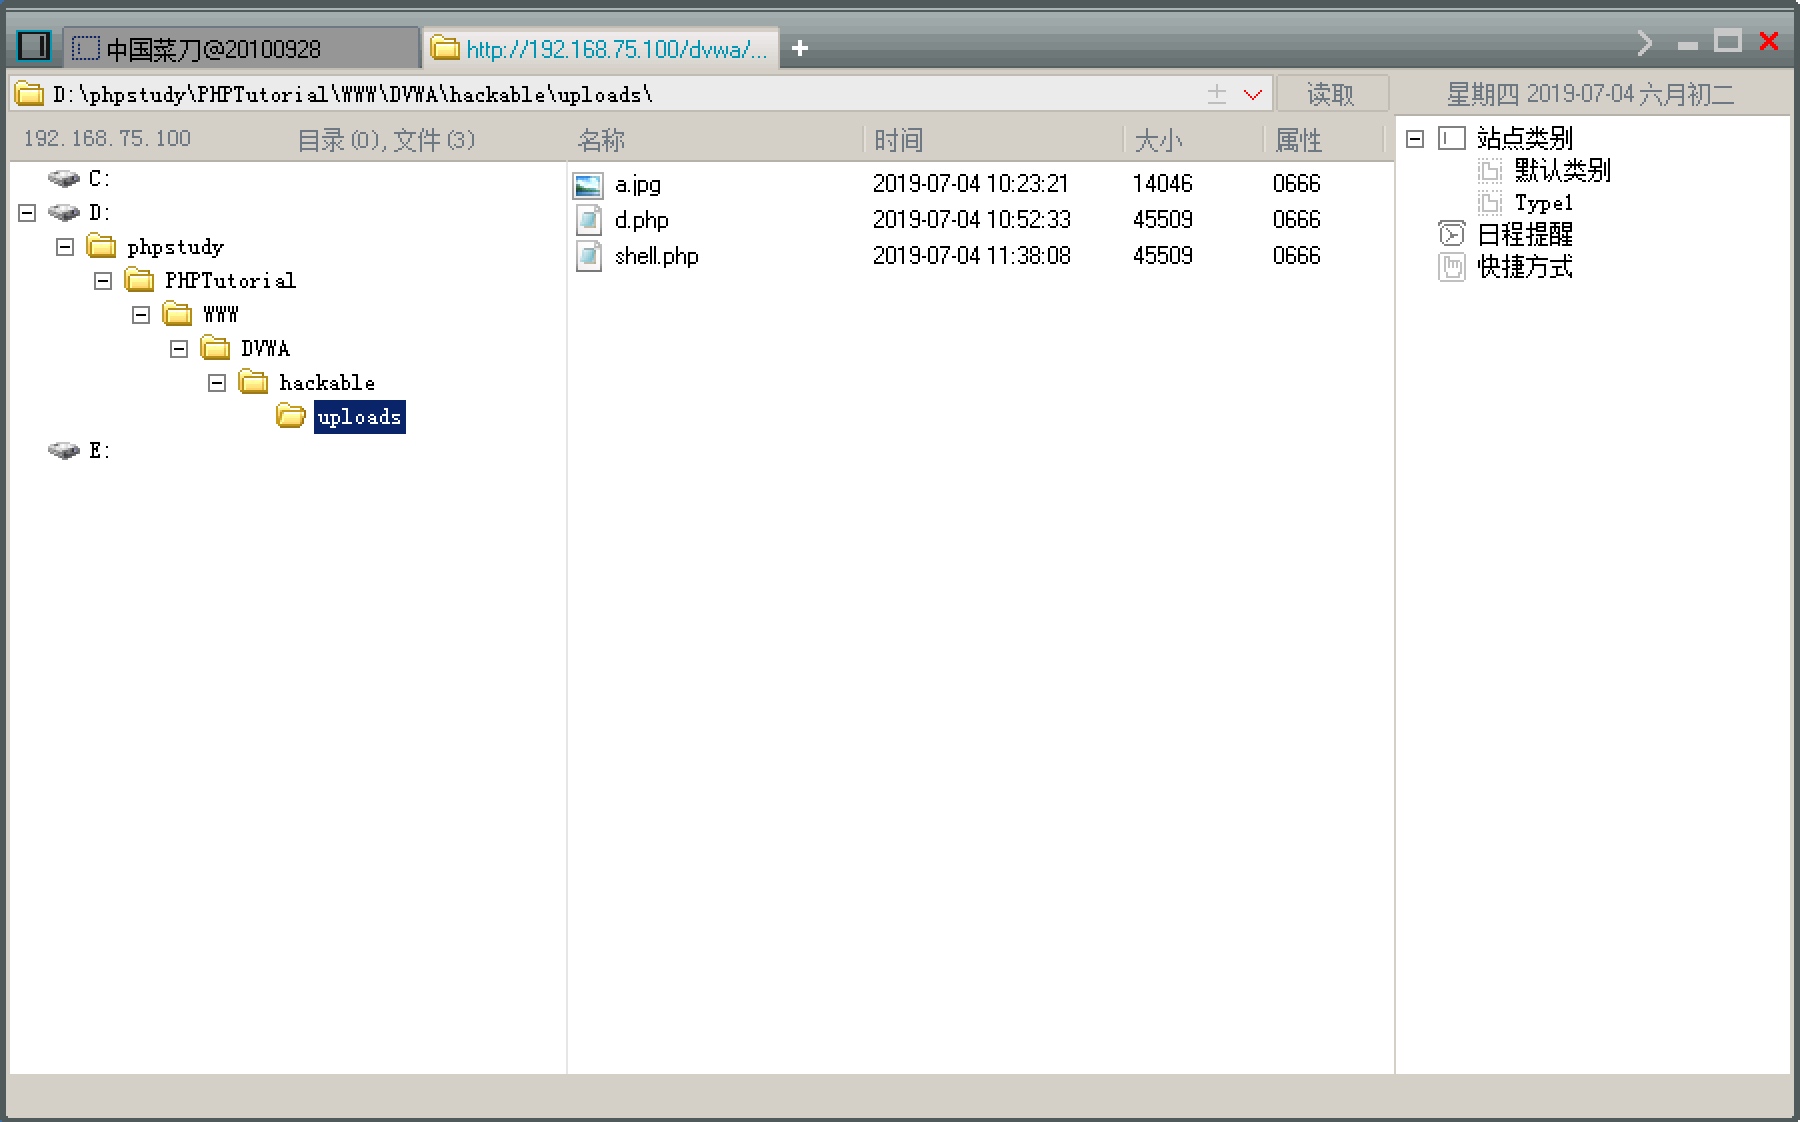 中国菜刀@20100928
http://192.168.75.100/dvwa/...
D:\phpstudy\PHPTutorial\WWW\DVWA\hackable\uploads\
读取
星期四 2019-07-04 六月初二
192.168.75.100
目录(0),文件(3)
名称
时间
大小
属性
C:
D:
phpstudy
PHPTutorial
WWW
DVWA
hackable
uploads
E:
a.jpg 2019-07-04 10:23:21 14046 0666
d.php 2019-07-04 10:52:33 45509 0666
shell.php 2019-07-04 11:38:08 45509 0666
站点类别
默认类别
Type1
日程提醒
快捷方式